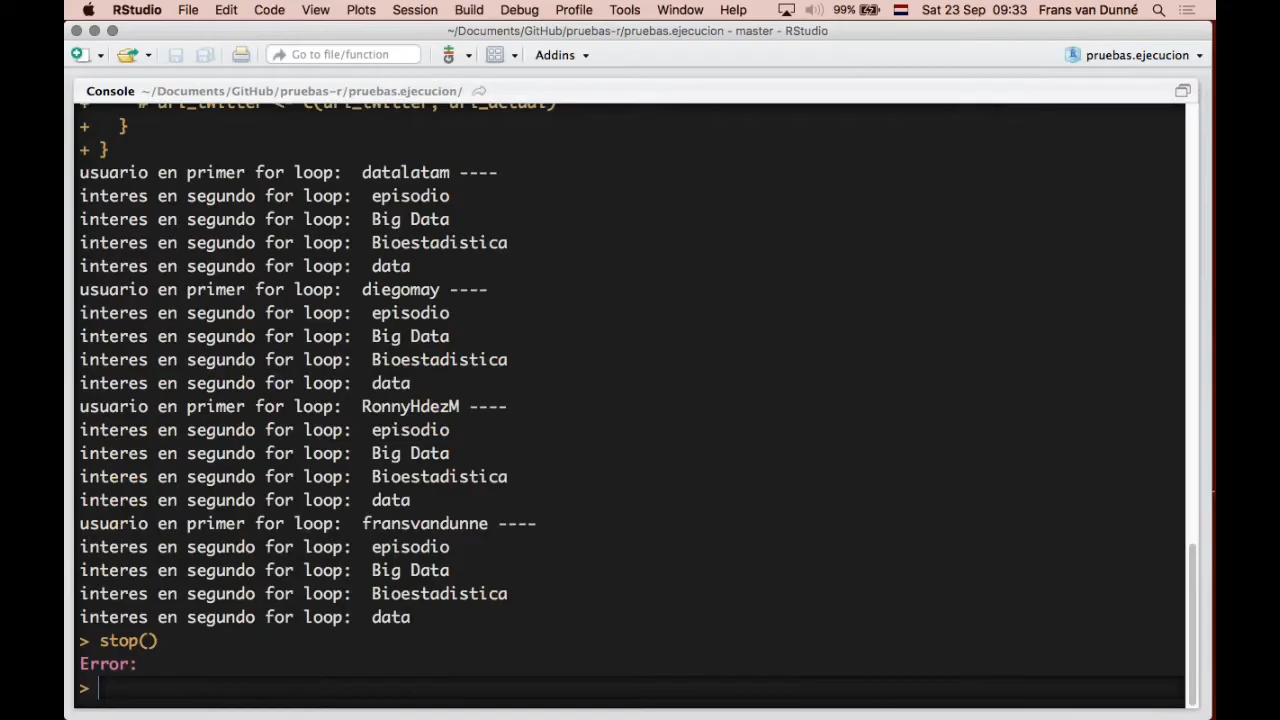 RStudio File Edit Code View Plots Session Build Debug Profile Tools Window Help 99% Sat 23 Sep 09:33 Frans van Dunné
~/Documents/GitHub/pruebas-r/pruebas.ejecucion - master - RStudio
Go to file/function Addins pruebas.ejecucion
Console ~/Documents/GitHub/pruebas-r/pruebas.ejecucion/
+ # url_twitter <- c(url_twitter, url_actual)
+ }
+ }
usuario en primer for loop: datalatam ----
interes en segundo for loop: episodio
interes en segundo for loop: Big Data
interes en segundo for loop: Bioestadistica
interes en segundo for loop: data
usuario en primer for loop: diegomay ----
interes en segundo for loop: episodio
interes en segundo for loop: Big Data
interes en segundo for loop: Bioestadistica
interes en segundo for loop: data
usuario en primer for loop: RonnyHdezM ----
interes en segundo for loop: episodio
interes en segundo for loop: Big Data
interes en segundo for loop: Bioestadistica
interes en segundo for loop: data
usuario en primer for loop: fransvandunne ----
interes en segundo for loop: episodio
interes en segundo for loop: Big Data
interes en segundo for loop: Bioestadistica
interes en segundo for loop: data
> stop()
Error:
>